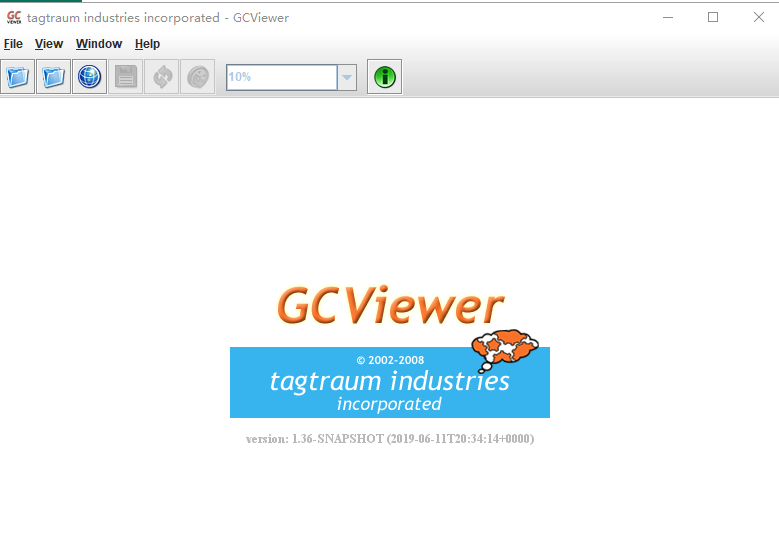 GC VIEWER tagtraum industries incorporated - GCViewer
File View Window Help
10%
GCViewer
© 2002-2008
tagtraum industries
incorporated
version: 1.36-SNAPSHOT (2019-06-11T20:34:14+0000)